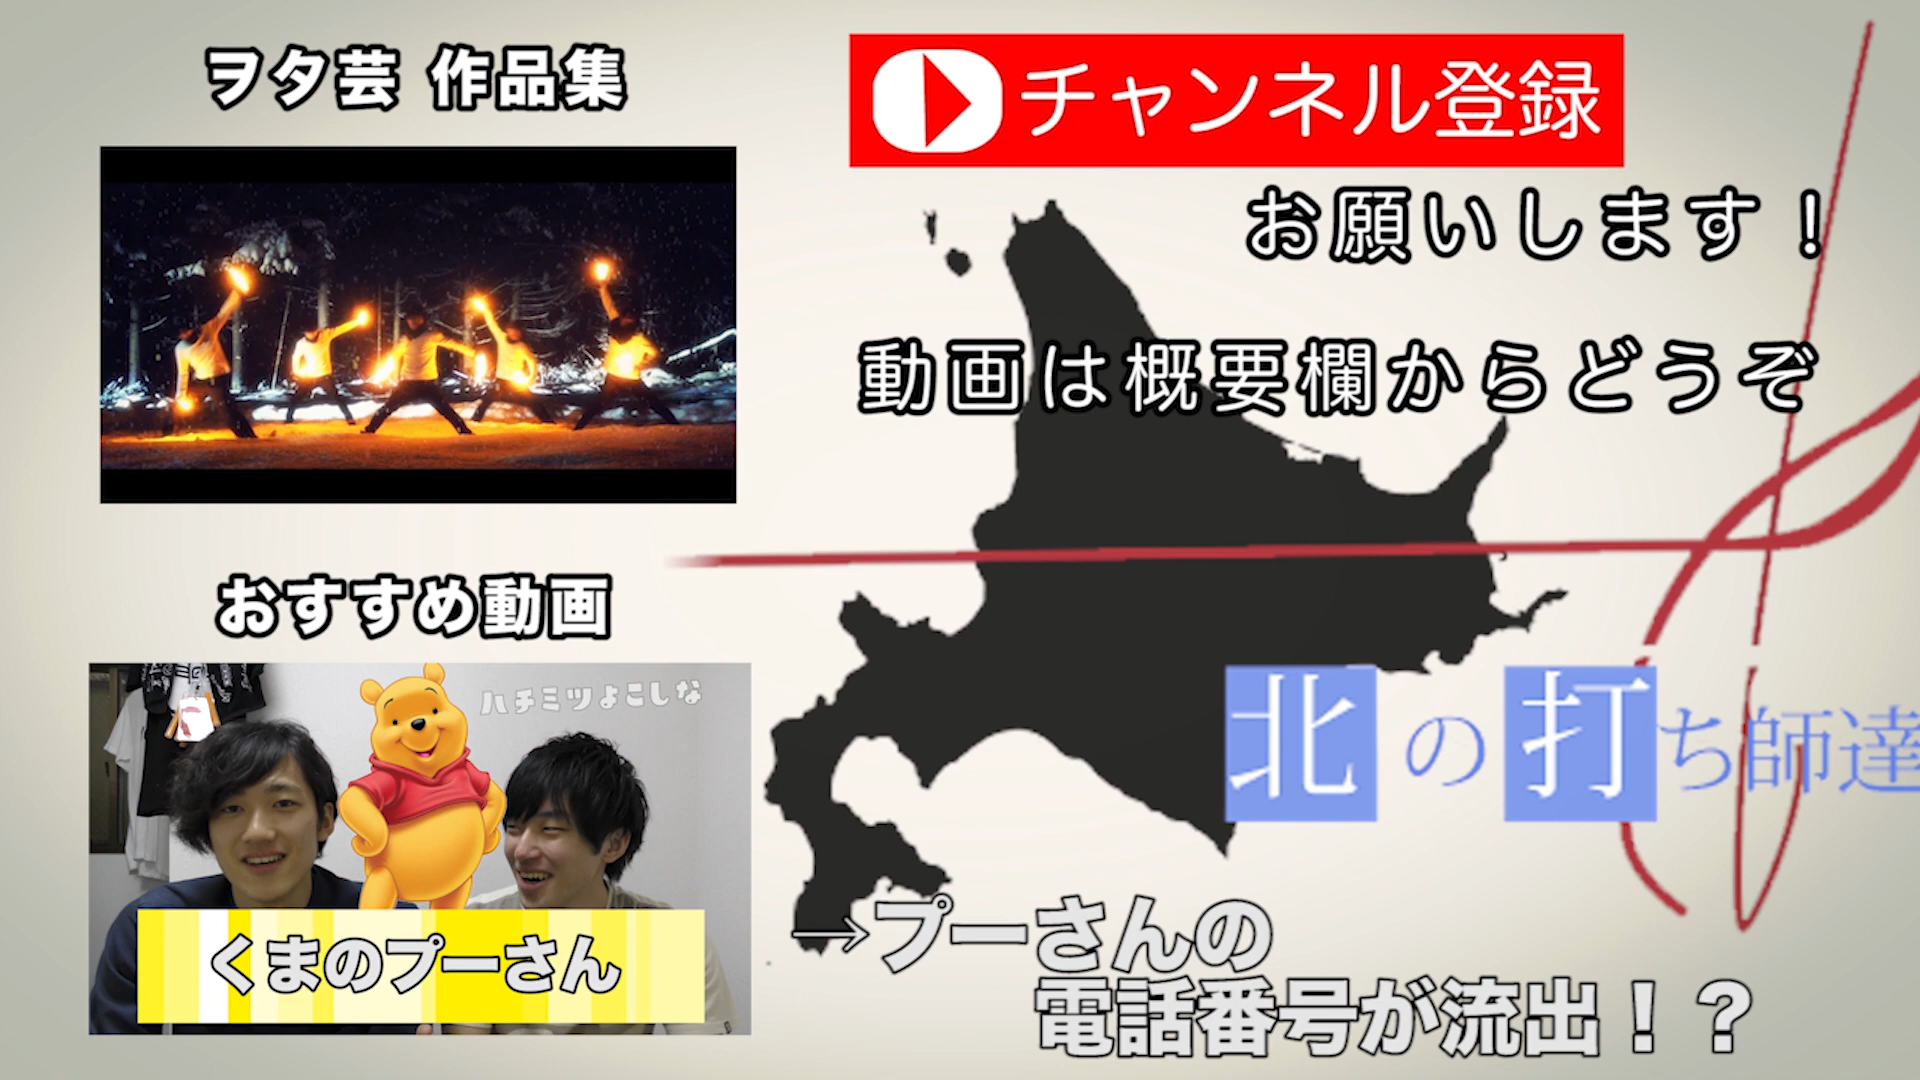 ヲタ芸 作品集
チャンネル登録
お願いします！
動画は概要欄からどうぞ
おすすめ動画
ハチミツよこしな
くまのプーさん
北の打ち師達
→プーさんの
電話番号が流出！？